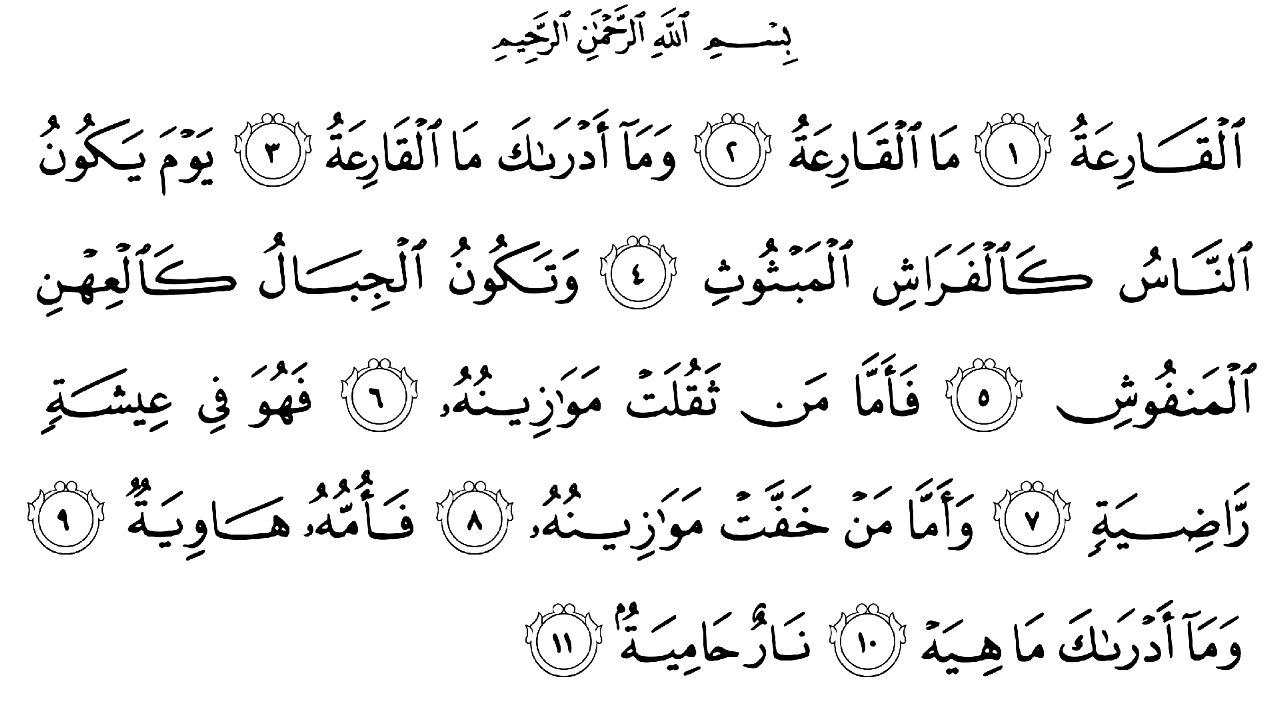 بِسْمِ ٱللَّهِ ٱلرَّحْمَٰنِ ٱلرَّحِيمِ
ٱلْقَارِعَةُ ١ مَا ٱلْقَارِعَةُ ٢ وَمَآ أَدْرَىٰكَ مَا ٱلْقَارِعَةُ ٣ يَوْمَ يَكُونُ
ٱلنَّاسُ كَٱلْفَرَاشِ ٱلْمَبْثُوثِ ٤ وَتَكُونُ ٱلْجِبَالُ كَٱلْعِهْنِ
ٱلْمَنفُوشِ ٥ فَأَمَّا مَن ثَقُلَتْ مَوَٰزِينُهُۥ ٦ فَهُوَ فِي عِيشَةٍ
رَّاضِيَةٍ ٧ وَأَمَّا مَنْ خَفَّتْ مَوَٰزِينُهُۥ ٨ فَأُمُّهُۥ هَاوِيَةٌ ٩
وَمَآ أَدْرَىٰكَ مَا هِيَهْ ١٠ نَارٌ حَامِيَةٌۢ ١١